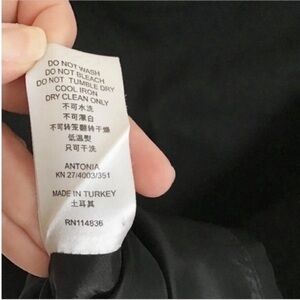 DO NOT WASH
DO NOT BLEACH
DO NOT TUMBLE DRY
COOL IRON
DRY CLEAN ONLY
不可水洗
不可漂白
不可转笼翻转干燥
低温熨
只可干洗
ANTONIA
KN 27/4003/351
MADE IN TURKEY
土耳其
RN114836